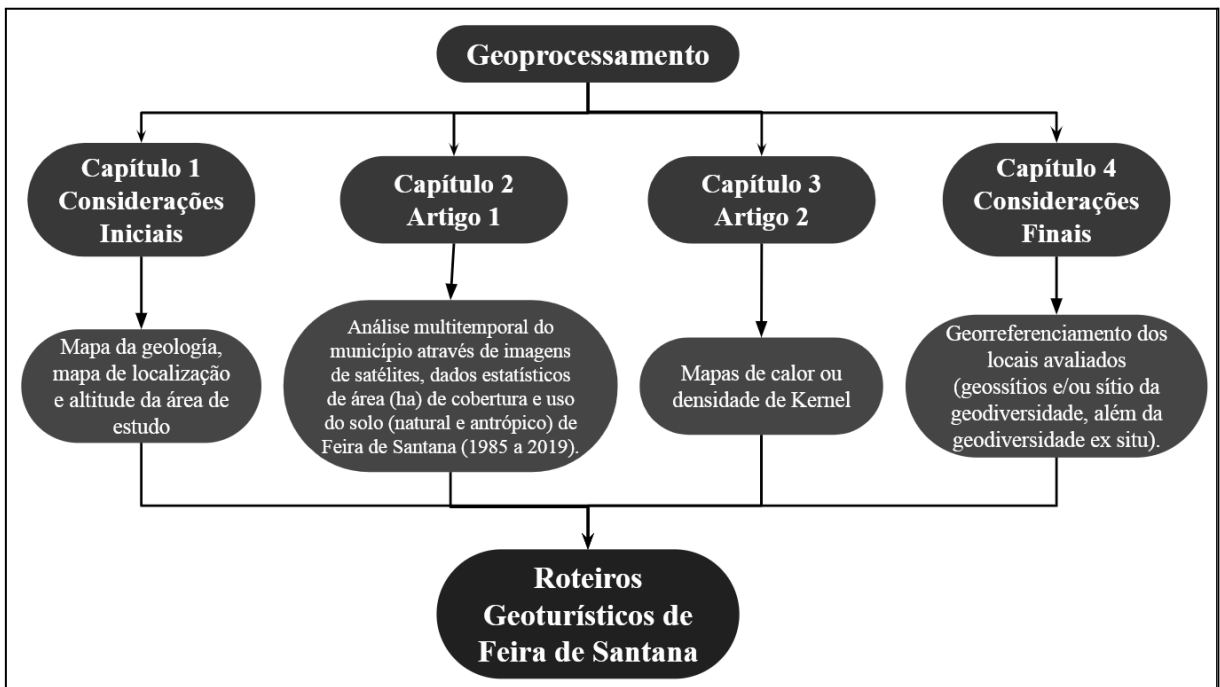 Geoprocessamento
Capítulo 1
Considerações
Iniciais
Capítulo 2
Artigo 1
Capítulo 3
Artigo 2
Capítulo 4
Considerações
Finais
Mapa da geologia,
mapa de localização
e altitude da área de
estudo
Análise multitemporal do
município através de imagens
de satélites, dados estatísticos
de área (ha) de cobertura e uso
do solo (natural e antrópico) de
Feira de Santana (1985 a 2019).
Mapas de calor ou
densidade de Kernel
Georreferenciamento dos
locais avaliados
(geossítios e/ou sítio da
geodiversidade, além da
geodiversidade ex situ).
Roteiros
Geoturísticos de
Feira de Santana